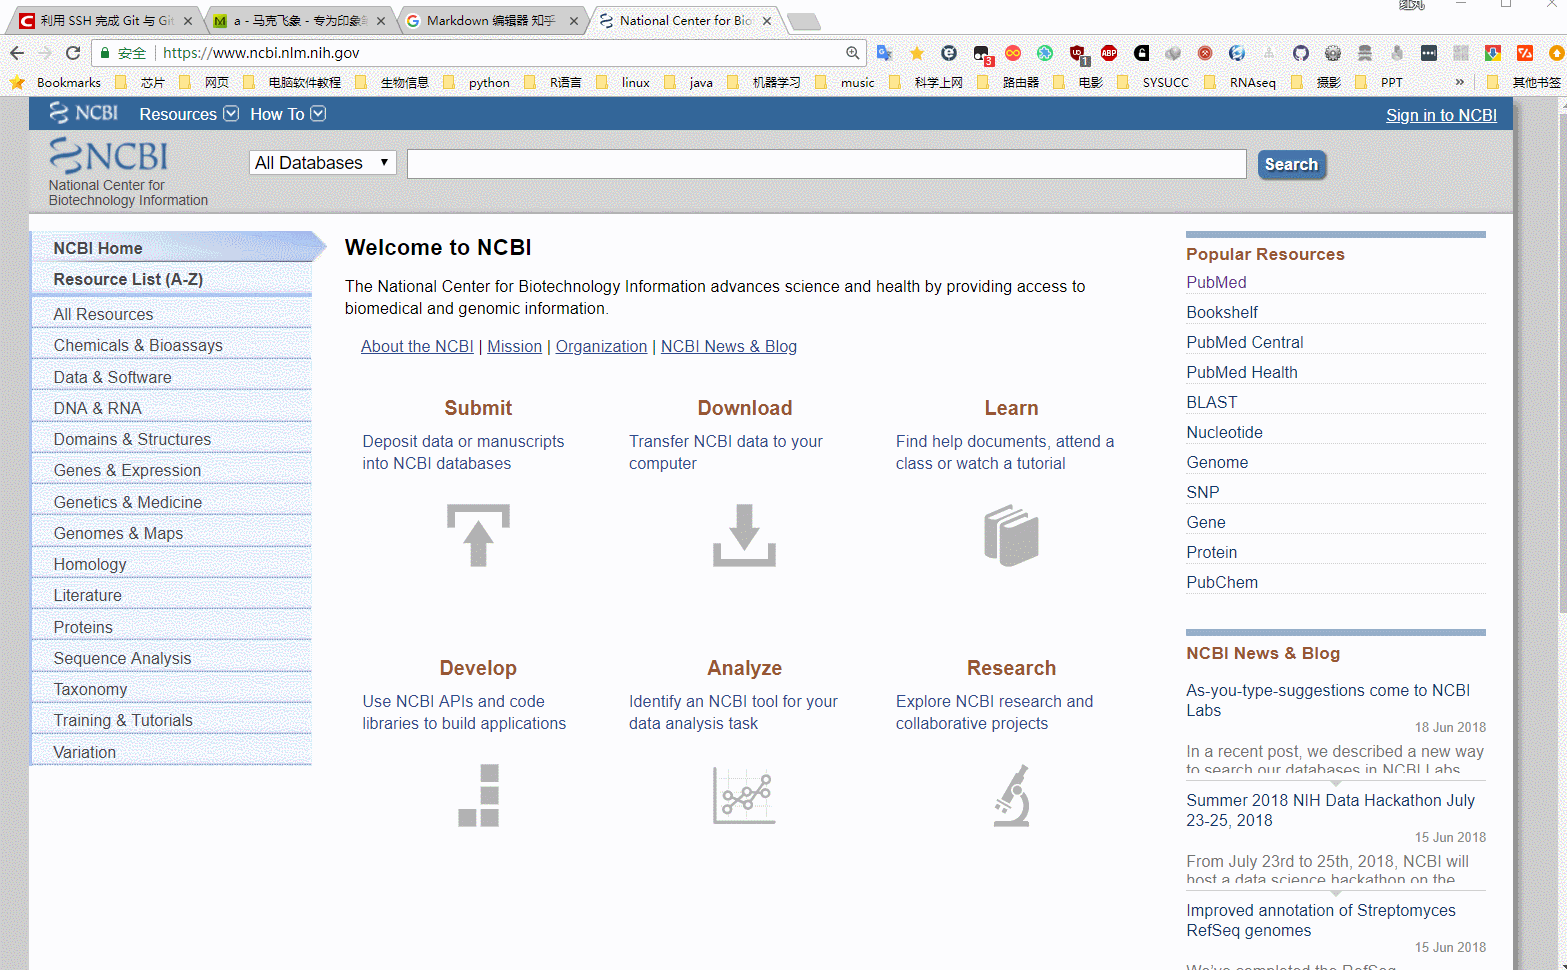 红丸
利用 SSH 完成 Git 与 Git
a - 马克飞象 - 专为印象笔
Markdown 编辑器 知乎
National Center for Bio
安全 https://www.ncbi.nlm.nih.gov
Bookmarks 芯片 网页 电脑软件教程 生物信息 python R语言 linux java 机器学习 music 科学上网 路由器 电影 SYSUCC RNAseq 摄影 PPT » 其他书签
NCBI Resources How To Sign in to NCBI
NCBI
National Center for
Biotechnology Information
All Databases
Search
NCBI Home
Resource List (A-Z)
All Resources
Chemicals & Bioassays
Data & Software
DNA & RNA
Domains & Structures
Genes & Expression
Genetics & Medicine
Genomes & Maps
Homology
Literature
Proteins
Sequence Analysis
Taxonomy
Training & Tutorials
Variation
Welcome to NCBI
The National Center for Biotechnology Information advances science and health by providing access to
biomedical and genomic information.
About the NCBI | Mission | Organization | NCBI News & Blog
Submit
Deposit data or manuscripts
into NCBI databases
Download
Transfer NCBI data to your
computer
Learn
Find help documents, attend a
class or watch a tutorial
Develop
Use NCBI APIs and code
libraries to build applications
Analyze
Identify an NCBI tool for your
data analysis task
Research
Explore NCBI research and
collaborative projects
Popular Resources
PubMed
Bookshelf
PubMed Central
PubMed Health
BLAST
Nucleotide
Genome
SNP
Gene
Protein
PubChem
NCBI News & Blog
As-you-type-suggestions come to NCBI
Labs
18 Jun 2018
In a recent post, we described a new way
to search our databases in NCBI Labs
Summer 2018 NIH Data Hackathon July
23-25, 2018
15 Jun 2018
From July 23rd to 25th, 2018, NCBI will
host a data science hackathon on the
Improved annotation of Streptomyces
RefSeq genomes
15 Jun 2018
We've completed the RefSeq